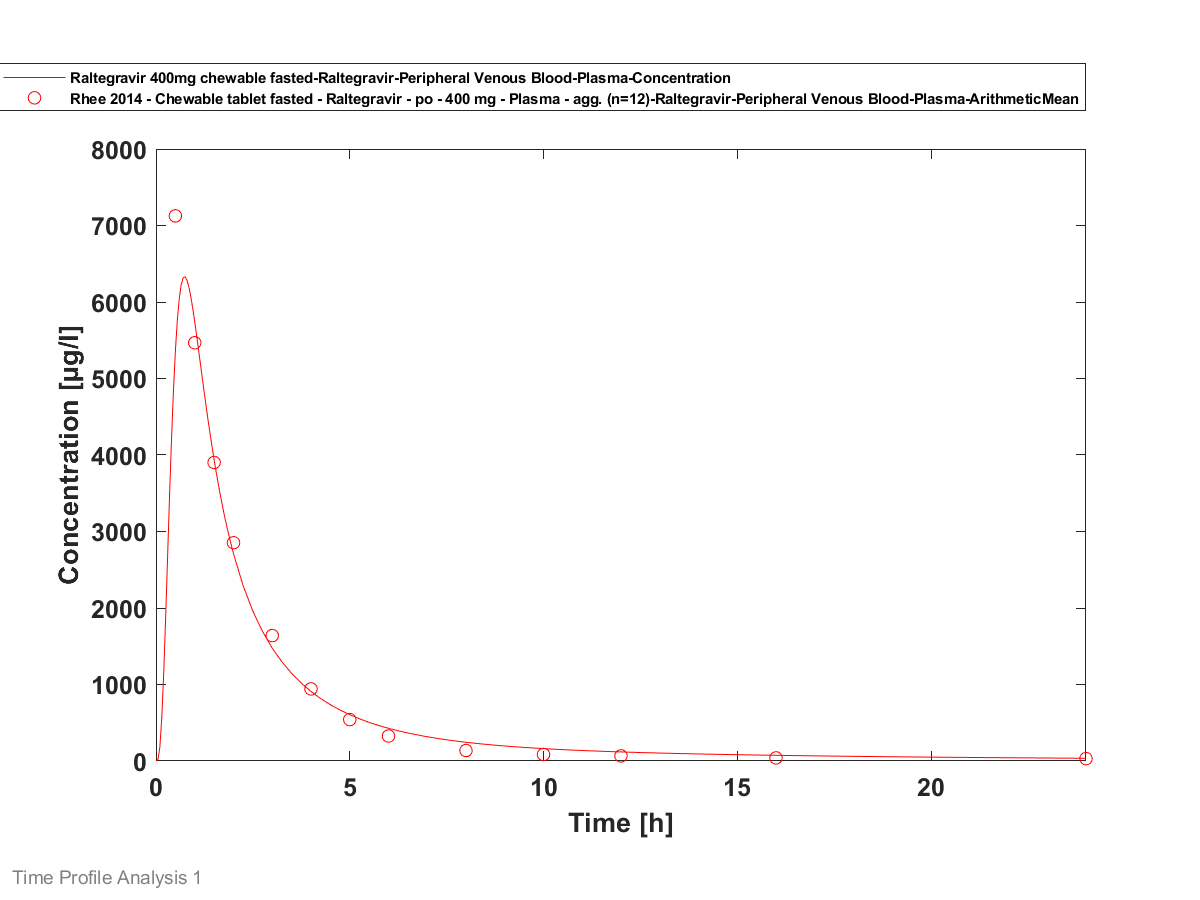 Raltegravir 400mg chewable fasted-Raltegravir-Peripheral Venous Blood-Plasma-Concentration
Rhee 2014 - Chewable tablet fasted - Raltegravir - po - 400 mg - Plasma - agg. (n=12)-Raltegravir-Peripheral Venous Blood-Plasma-ArithmeticMean
8000
7000
6000
5000
4000
3000
2000
1000
0
Concentration [µg/l]
0 5 10 15 20
Time [h]
Time Profile Analysis 1